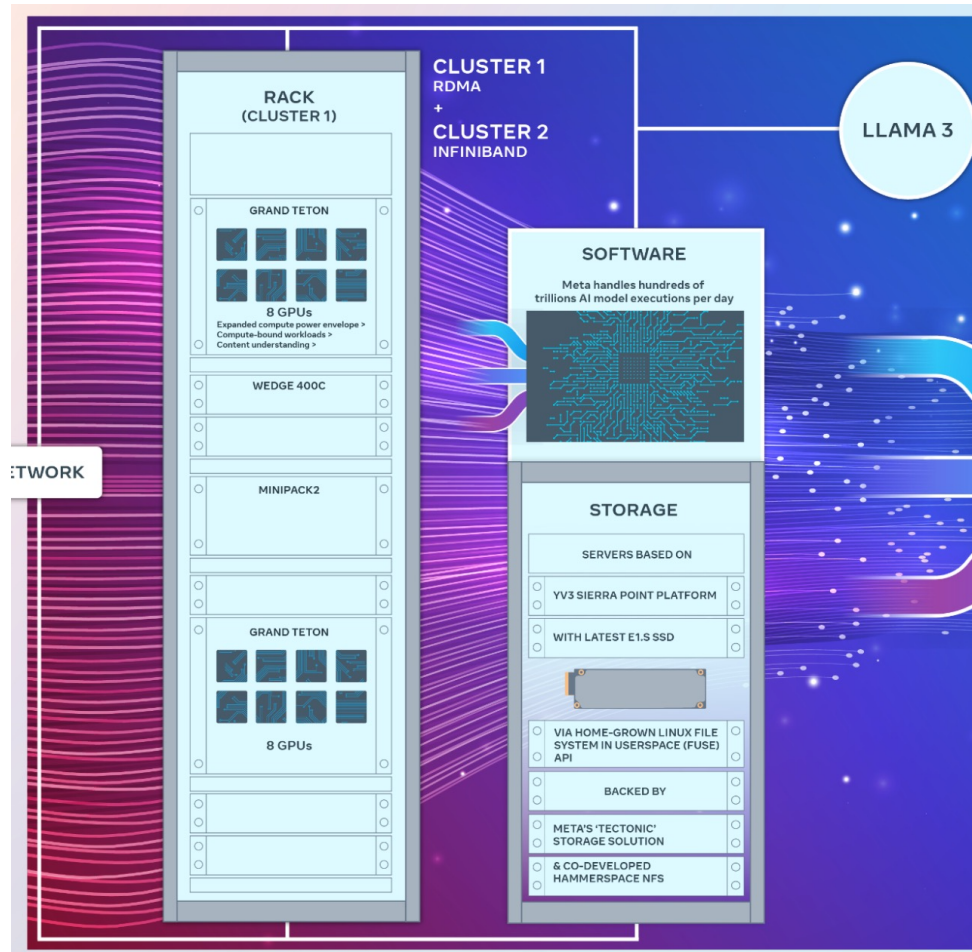 ETWORK
RACK
(CLUSTER 1)
GRAND TETON
8 GPUs
Expanded compute power envelope >
Compute-bound workloads >
Content understanding >
WEDGE 400C
MINIPACK2
GRAND TETON
8 GPUs
CLUSTER 1
RDMA
+
CLUSTER 2
INFINIBAND
LLAMA 3
SOFTWARE
Meta handles hundreds of
trillions AI model executions per day
STORAGE
SERVERS BASED ON
YV3 SIERRA POINT PLATFORM
WITH LATEST E1.S SSD
VIA HOME-GROWN LINUX FILE
SYSTEM IN USERSPACE (FUSE)
API
BACKED BY
META'S ‘TECTONIC’
STORAGE SOLUTION
& CO-DEVELOPED
HAMMERSPACE NFS